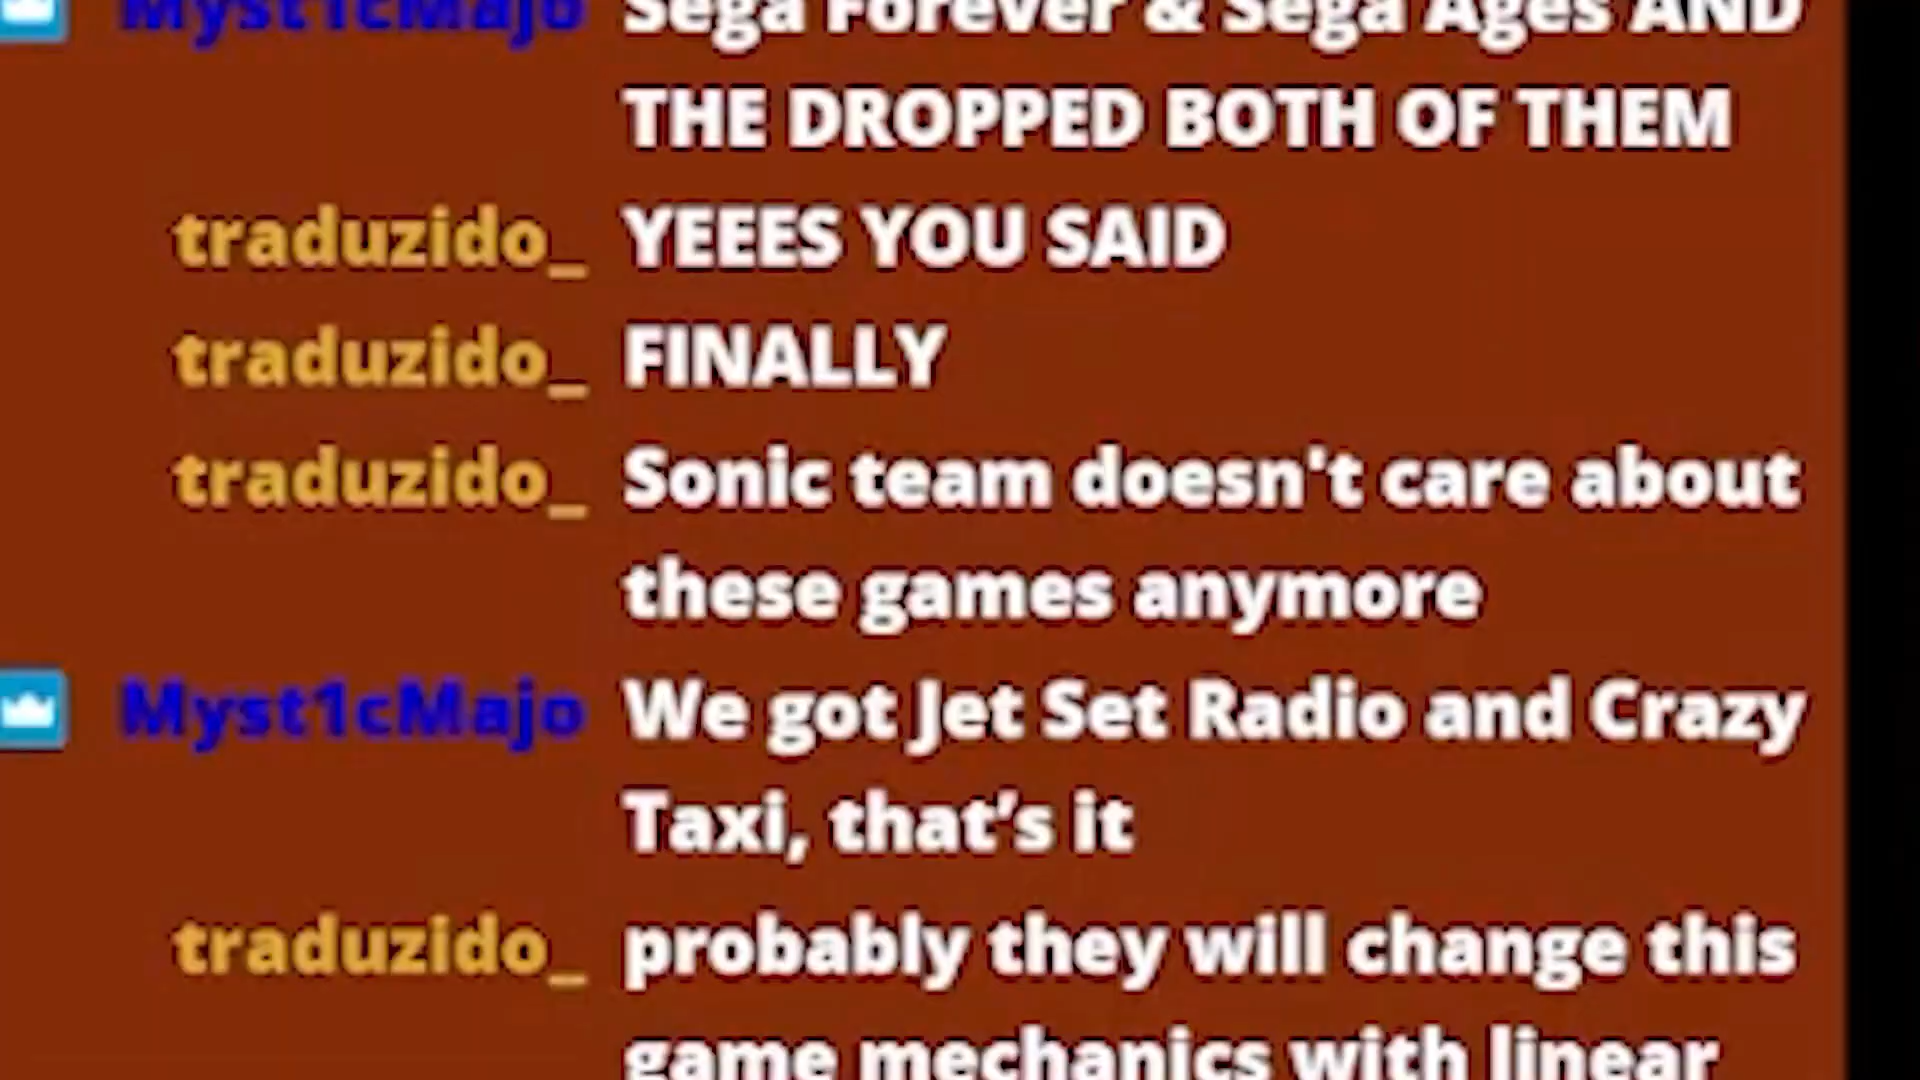 Myst1cMajo Sega Forever & Sega Ages AND
THE DROPPED BOTH OF THEM
traduzido_ YEEES YOU SAID
traduzido_ FINALLY
traduzido_ Sonic team doesn't care about
these games anymore
Myst1cMajo We got Jet Set Radio and Crazy
Taxi, that’s it
traduzido_ probably they will change this
game mechanics with linear